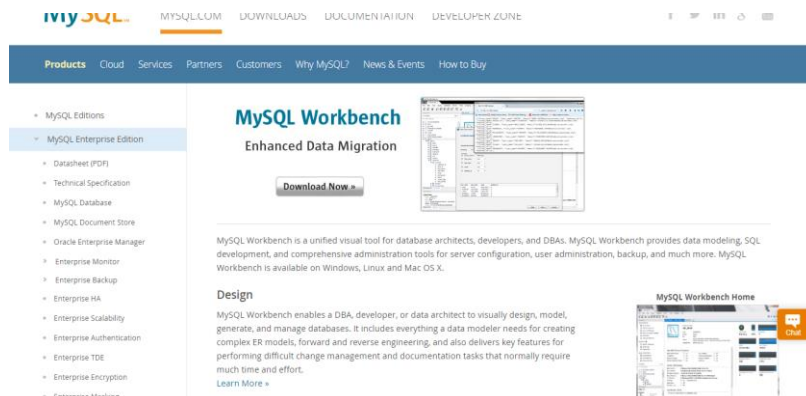 MySQL
MYSQL.COM DOWNLOADS DOCUMENTATION DEVELOPER ZONE
Products Cloud Services Partners Customers Why MySQL? News & Events How to Buy
MySQL Editions
MySQL Enterprise Edition
Datasheet (PDF)
Technical Specification
MySQL Database
MySQL Document Store
Oracle Enterprise Manager
Enterprise Monitor
Enterprise Backup
Enterprise HA
Enterprise Scalability
Enterprise Authentication
Enterprise TDE
Enterprise Encryption
MySQL Workbench
Enhanced Data Migration
Download Now »
MySQL Workbench is a unified visual tool for database architects, developers, and DBAs. MySQL Workbench provides data modeling, SQL
development, and comprehensive administration tools for server configuration, user administration, backup, and much more. MySQL
Workbench is available on Windows, Linux and Mac OS X.
Design
MySQL Workbench enables a DBA, developer, or data architect to visually design, model,
generate, and manage databases. It includes everything a data modeler needs for creating
complex ER models, forward and reverse engineering, and also delivers key features for
performing difficult change management and documentation tasks that normally require
much time and effort.
Learn More »
MySQL Workbench Home
Chat